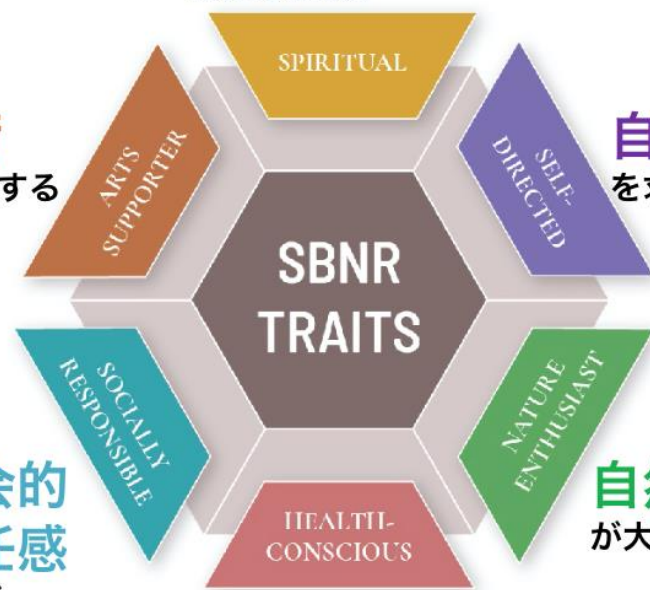 SPIRITUAL
ARTS
SUPPORTER
する
SELF-
DIRECTED
自
を
SBNR
TRAITS
SOCIALLY
RESPONSIBLE
会的
任感
NATURE
ENTHUSIAST
自然
が大
HEALTH-
CONSCIOUS